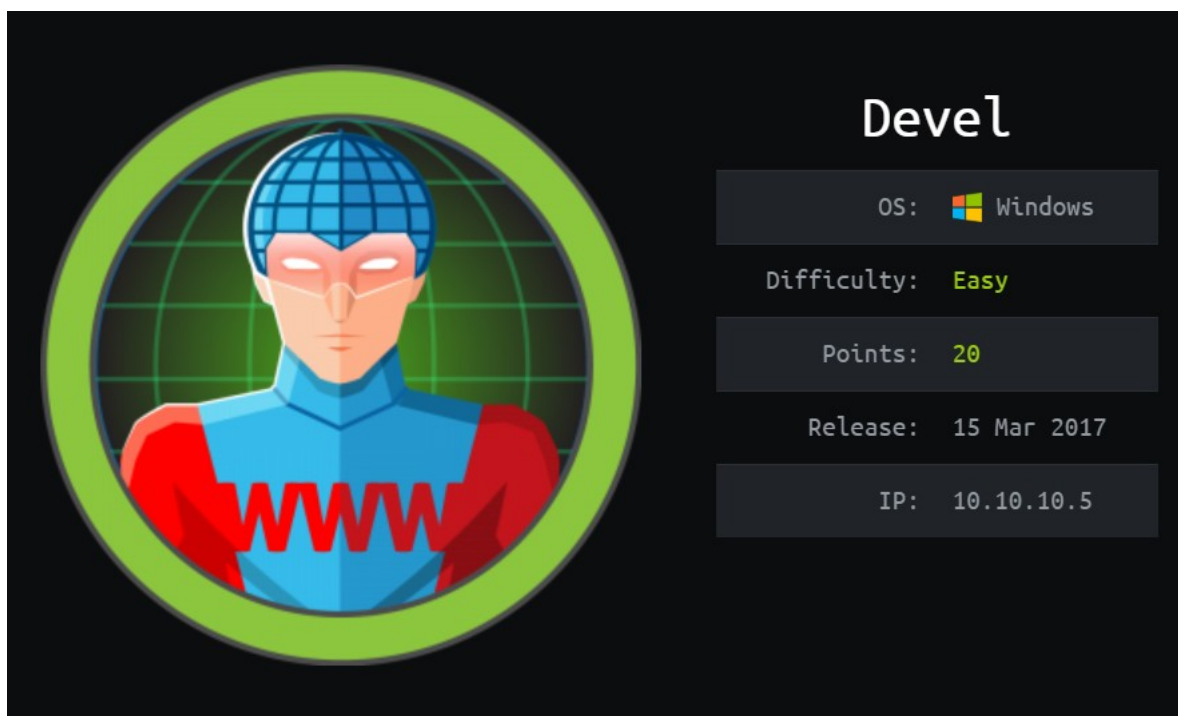 Devel
OS: Windows
Difficulty: Easy
Points: 20
Release: 15 Mar 2017
IP: 10.10.10.5
WWW